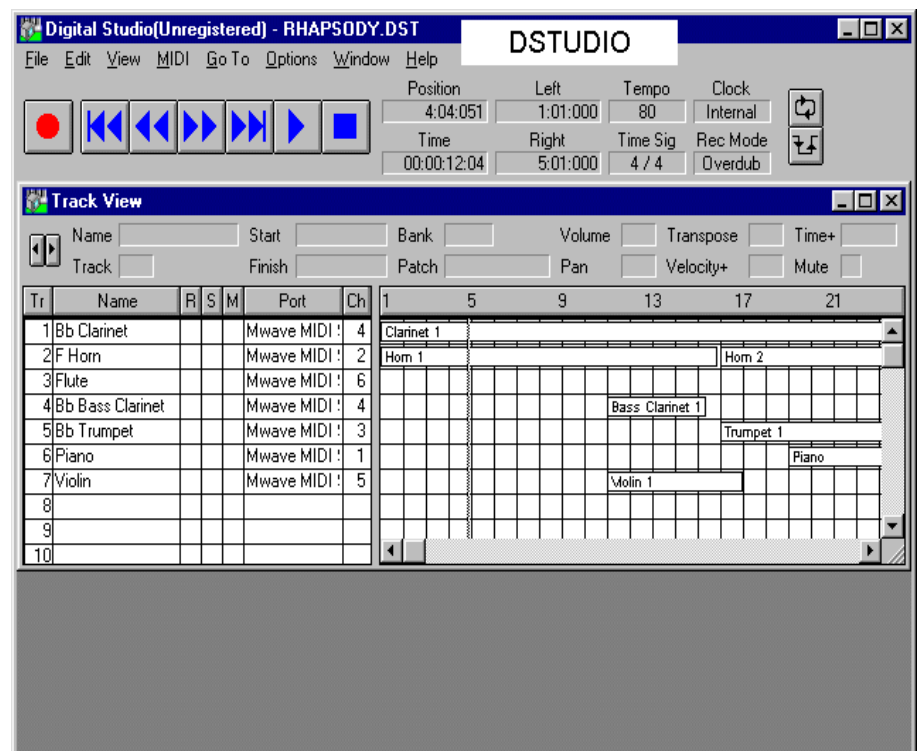 Digital Studio(Unregistered) - RHAPSODY.DST
DSTUDIO
File Edit View MIDI Go To Options Window Help
Position Left Tempo Clock
4:04:051 1:01:000 80 Internal
Time Right Time Sig Rec Mode
00:00:12:04 5:01:000 4 / 4 Overdub
Track View
Name Start Bank Volume Transpose Time+
Track Finish Patch Pan Velocity+ Mute
Tr Name R S M Port Ch 1 5 9 13 17 21
1 Bb Clarinet Mwave MIDI 4 Clarinet 1
2 F Horn Mwave MIDI 2 Horn 1 Horn 2
3 Flute Mwave MIDI 6
4 Bb Bass Clarinet Mwave MIDI 4 Bass Clarinet 1
5 Bb Trumpet Mwave MIDI 3 Trumpet 1
6 Piano Mwave MIDI 1 Piano
7 Violin Mwave MIDI 5 Violin 1
8
9
10